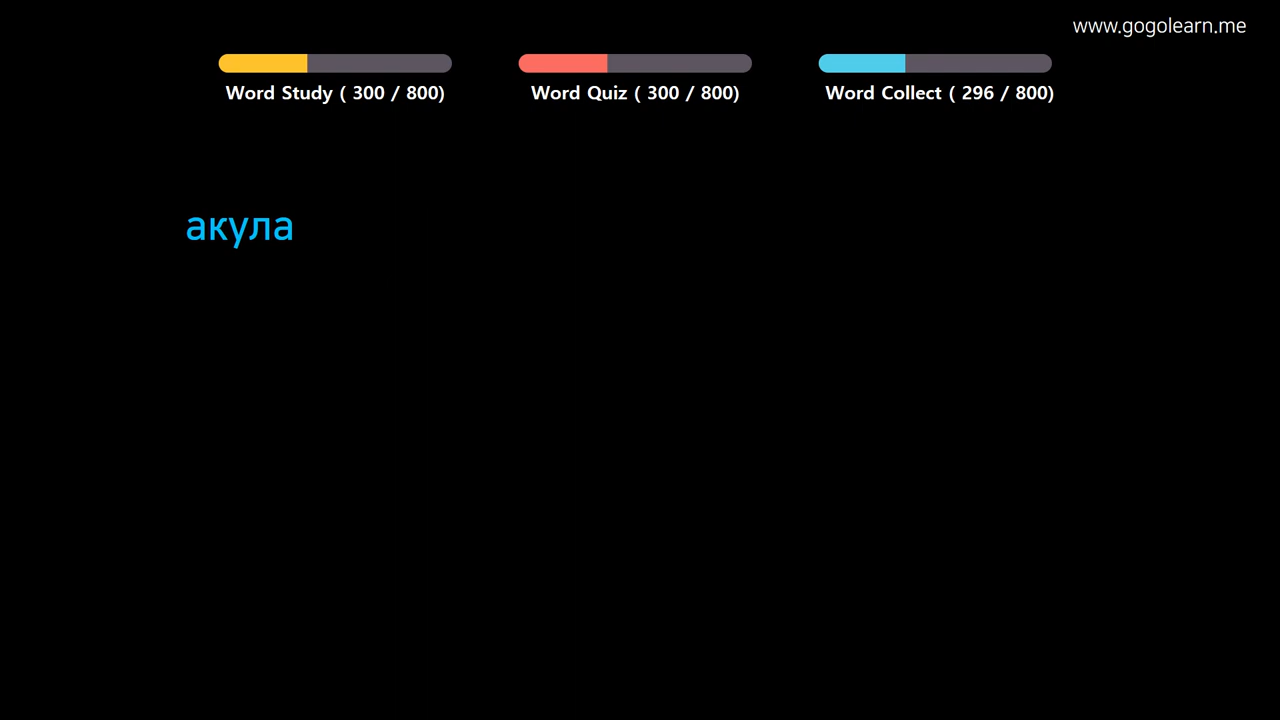 www.gogolearn.me
Word Study ( 300 / 800)
Word Quiz ( 300 / 800)
Word Collect ( 296 / 800)
акула